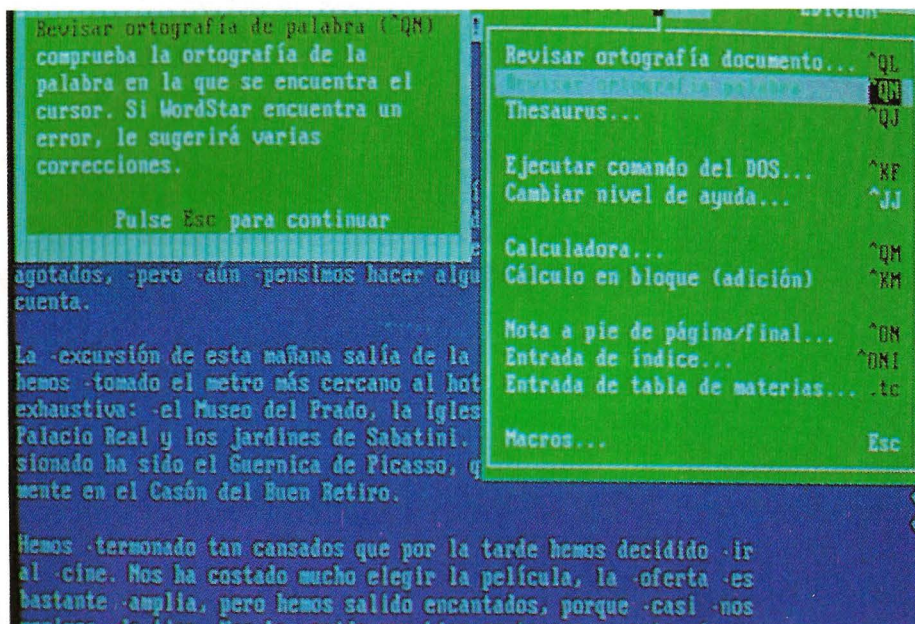 Revisar ortografía de palabra (^QN)
comprueba la ortografía de la
palabra en la que se encuentra el
cursor. Si WordStar encuentra un
error, le sugerirá varias
correcciones.
Pulse Esc para continuar
EDICION
Revisar ortografía documento... ^QL
Revisar ortografía palabra... ^QN
Thesaurus... ^QJ
Ejecutar comando del DOS... ^KF
Cambiar nivel de ayuda... ^JJ
Calculadora... ^QM
Cálculo en bloque (adición) ^KM
Nota a pie de página/final... ^ON
Entrada de índice... ^ONI
Entrada de tabla de materias... .tc
Macros... Esc
agotados, -pero -aún -pensimos hacer algu
cuenta.
La -excursión de esta mañana salía de la
hemos -tomado el metro más cercano al hot
exhaustiva: -el Museo del Prado, la Igles
Palacio Real y los jardines de Sabatini.
sionado ha sido el Guernica de Picasso, q
mente en el Casón del Buen Retiro.
Hemos -termonado tan cansados que por la tarde hemos decidido -ir
al -cine. Nos ha costado mucho elegir la película, la -oferta -es
bastante -amplia, pero hemos salido encantados, porque -casi -nos